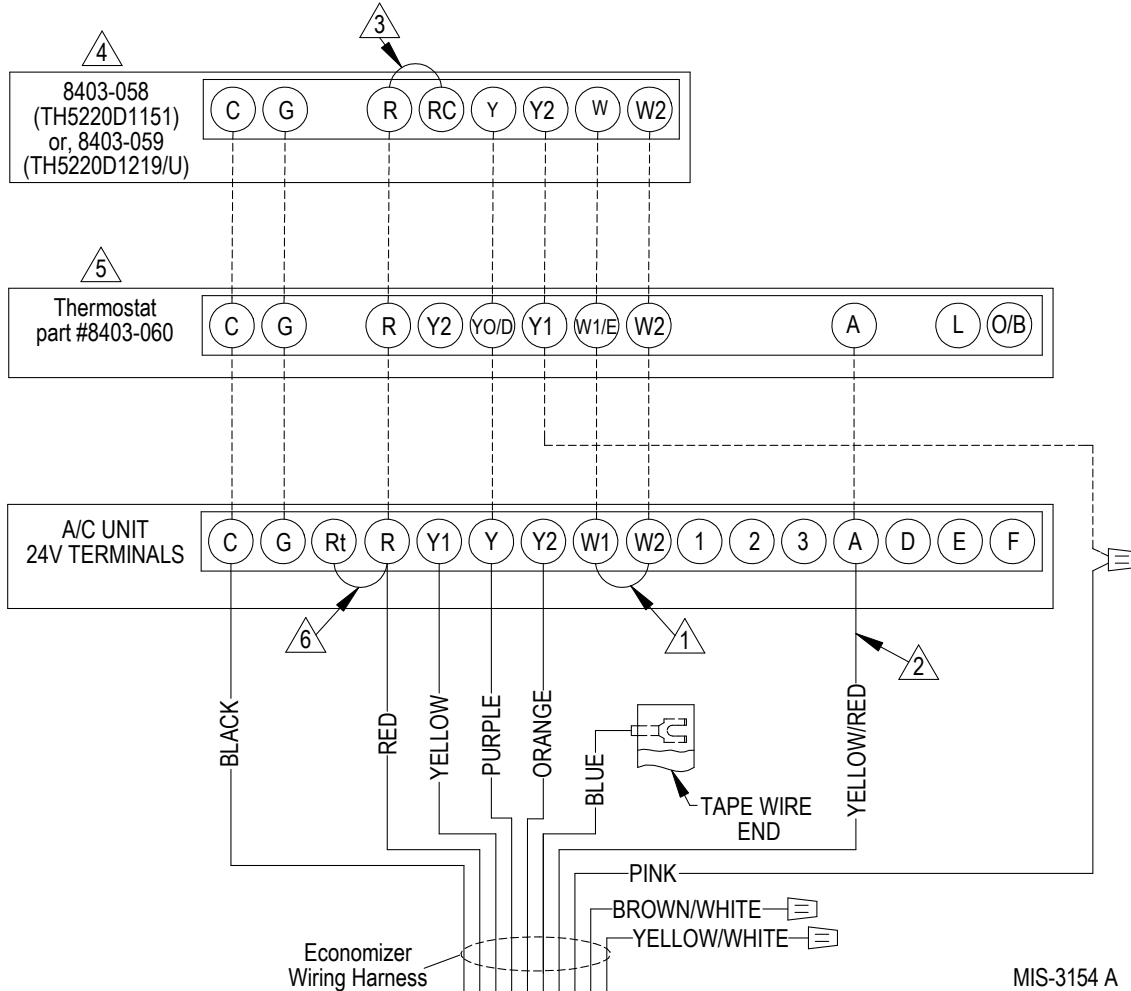 3
4
8403-058
(TH5220D1151)
or, 8403-059
(TH5220D1219/U)
C G R RC Y Y2 W W2
5
Thermostat
part #8403-060
C G R Y2 YO/D Y1 W1/E W2 A L O/B
A/C UNIT
24V TERMINALS
C G Rt R Y1 Y Y2 W1 W2 1 2 3 A D E F
6
1
2
BLACK
RED
YELLOW
PURPLE
ORANGE
BLUE
YELLOW/RED
TAPE WIRE
END
PINK
BROWN/WHITE
YELLOW/WHITE
Economizer
Wiring Harness
MIS-3154 A